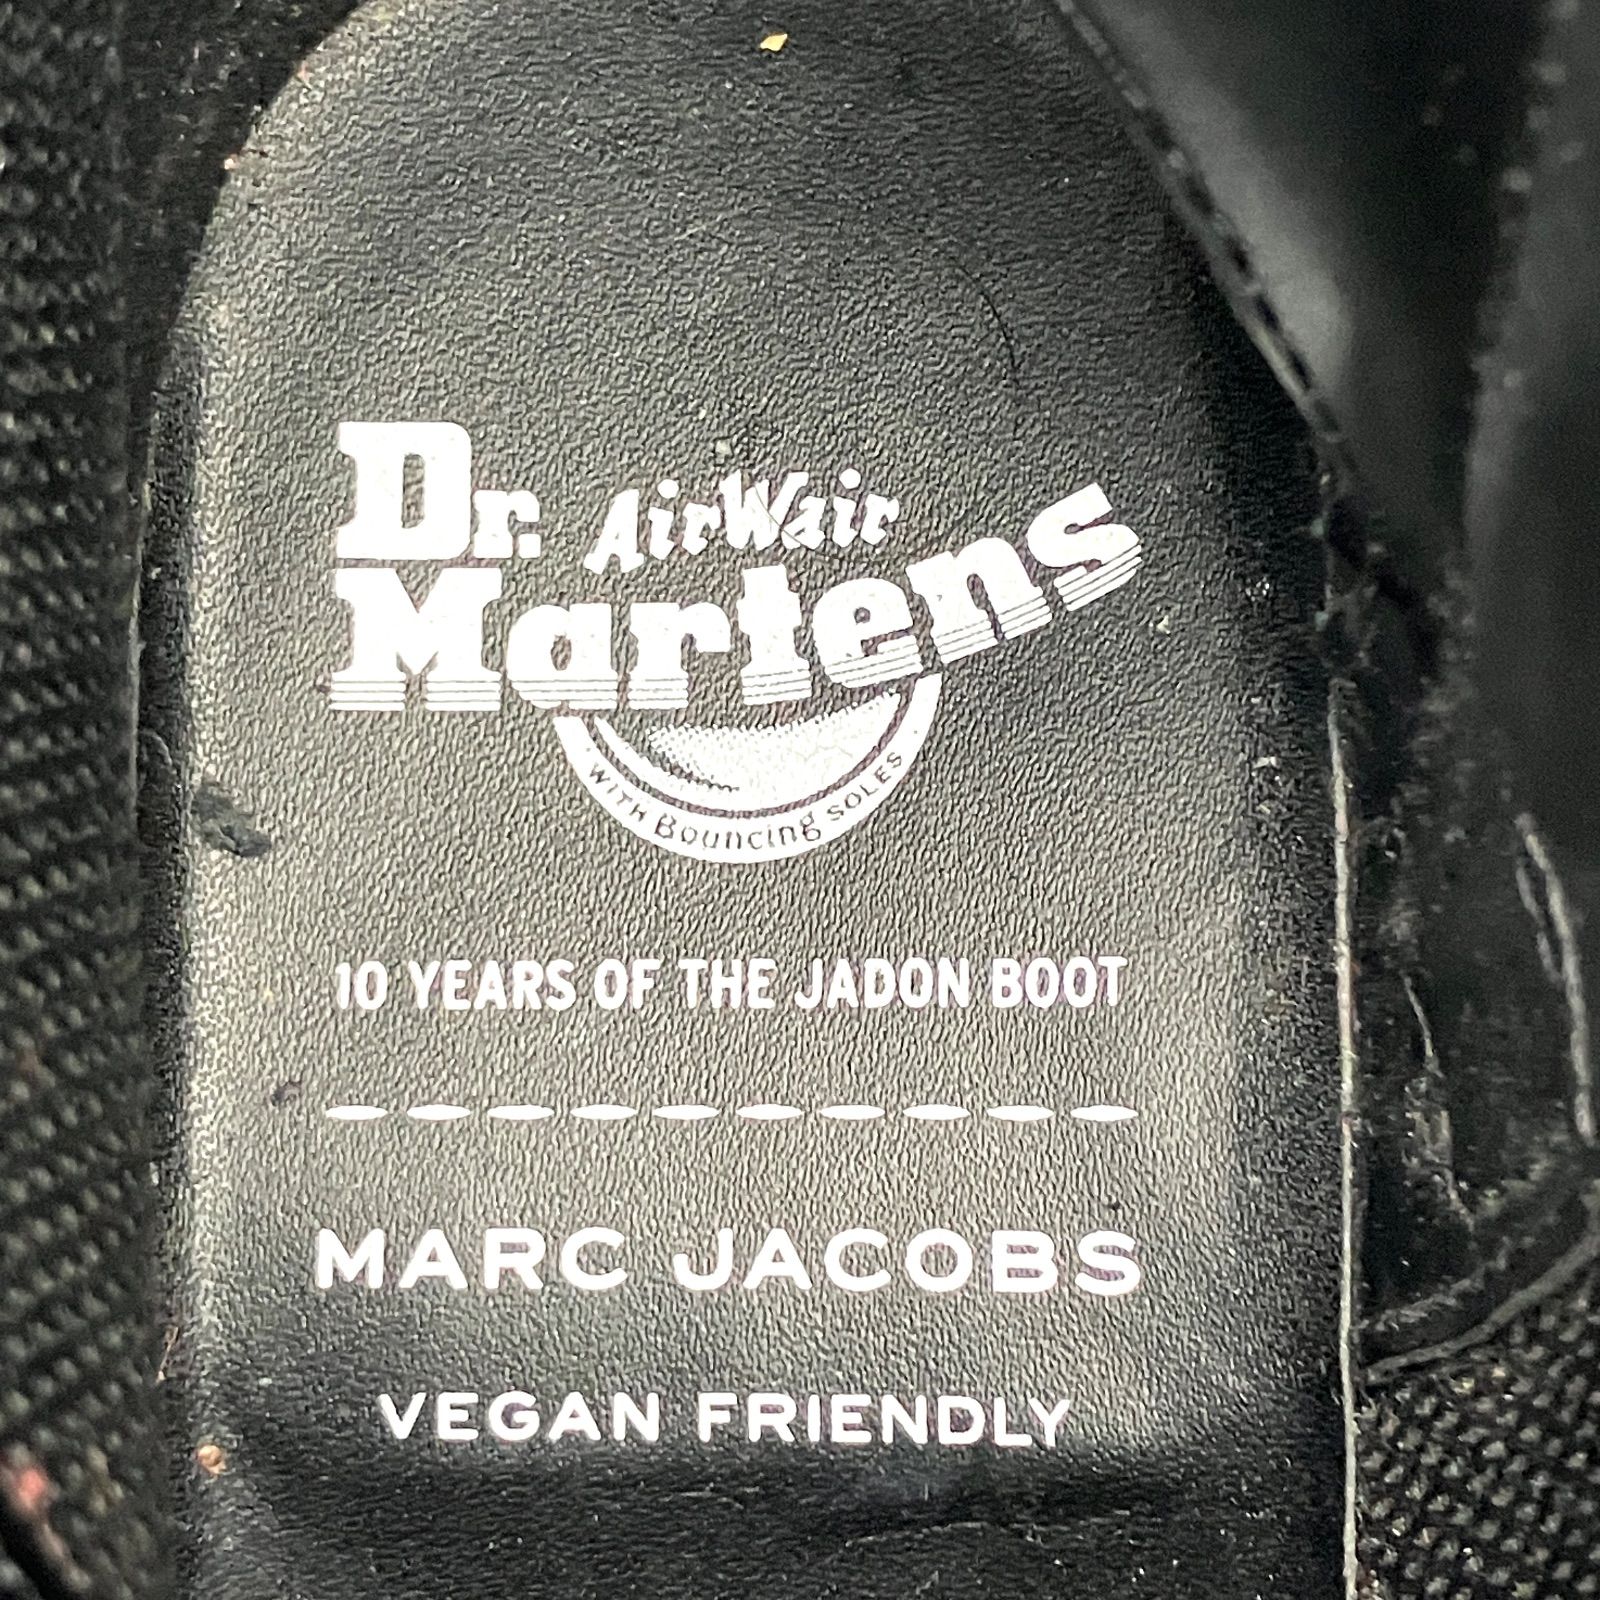 Dr. AirWair
Martens
WITH Bouncing SOLES
10 YEARS OF THE JADON BOOT
MARC JACOBS
VEGAN FRIENDLY